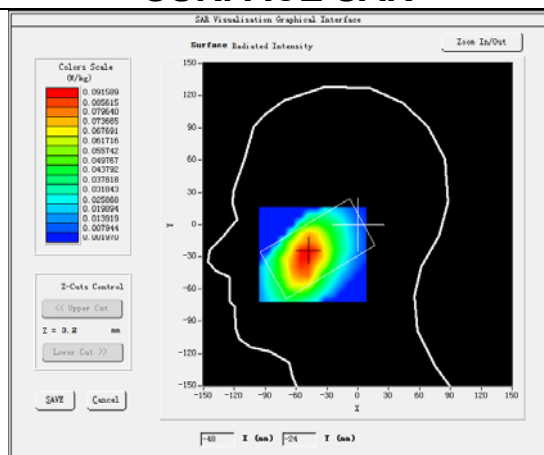 SAR Visualisation Graphical Interface
Surface Radiated Intensity
Zoom In/Out
Colors Scale
(W/kg)
0.091589
0.085615
0.079640
0.073665
0.067691
0.061716
0.055742
0.049767
0.043792
0.037818
0.031843
0.025868
0.019894
0.013919
0.007944
0.001970
Z-Cuts Control
<< Upper Cut
Z = 0.2 mm
Lower Cut >>
SAVE Cancel
150-
120-
90-
60-
30-
0-
-30-
-60-
-90-
-120-
-150-
Y
-150 -120 -90 -60 -30 0 30 60 90 120 150
X
-48 X (mm) -24 Y (mm)